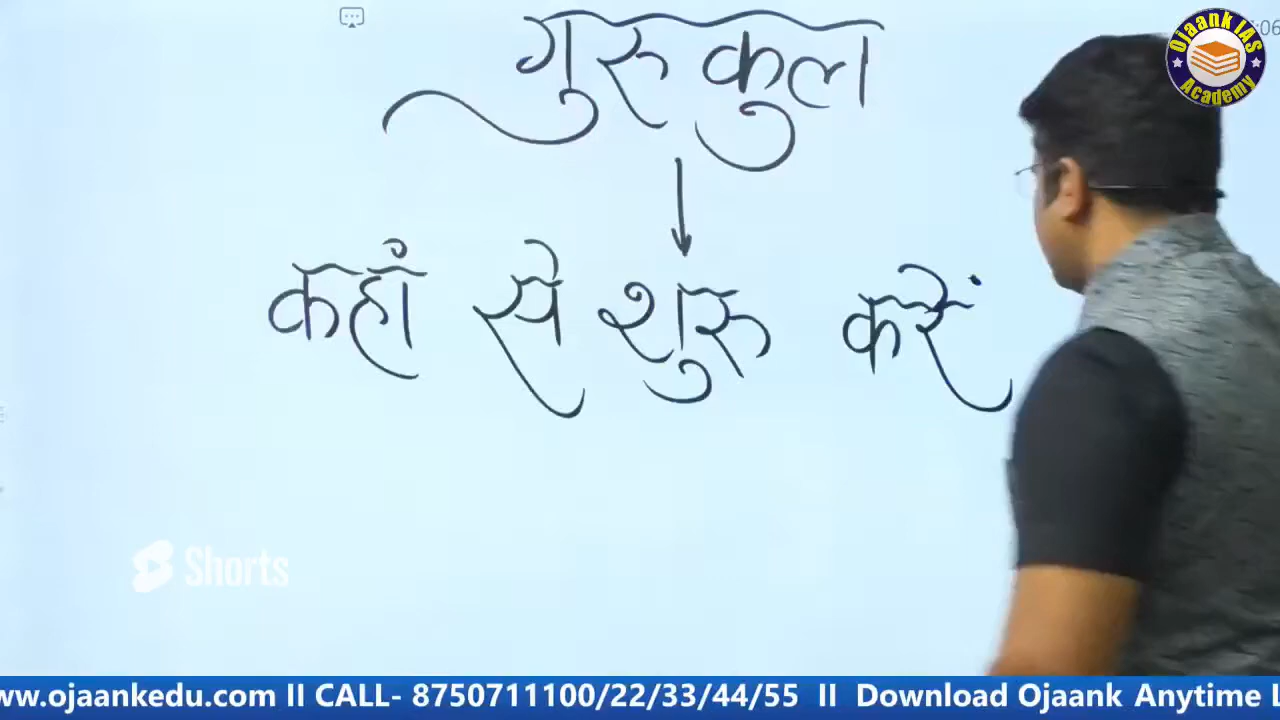 Ojaank IAS
Academy
:06
गुरुकुल
कहाँ से शुरू करें
Shorts
www.ojaankedu.com II CALL- 8750711100/22/33/44/55 II Download Ojaank Anytime